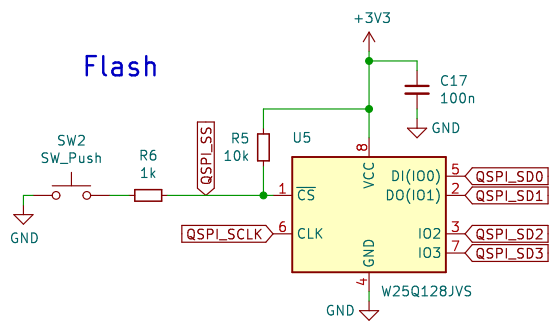 +3V3
Flash
C17
100n
GND
SW2
SW_Push
R6
1k
QSPI_SS
R5
10k
U5
8
VCC
1
CS
DI(IO0)
5
QSPI_SD0
DO(IO1)
2
QSPI_SD1
QSPI_SCLK
6
CLK
IO2
3
QSPI_SD2
IO3
7
QSPI_SD3
GND
GND
4
W25Q128JVS
GND